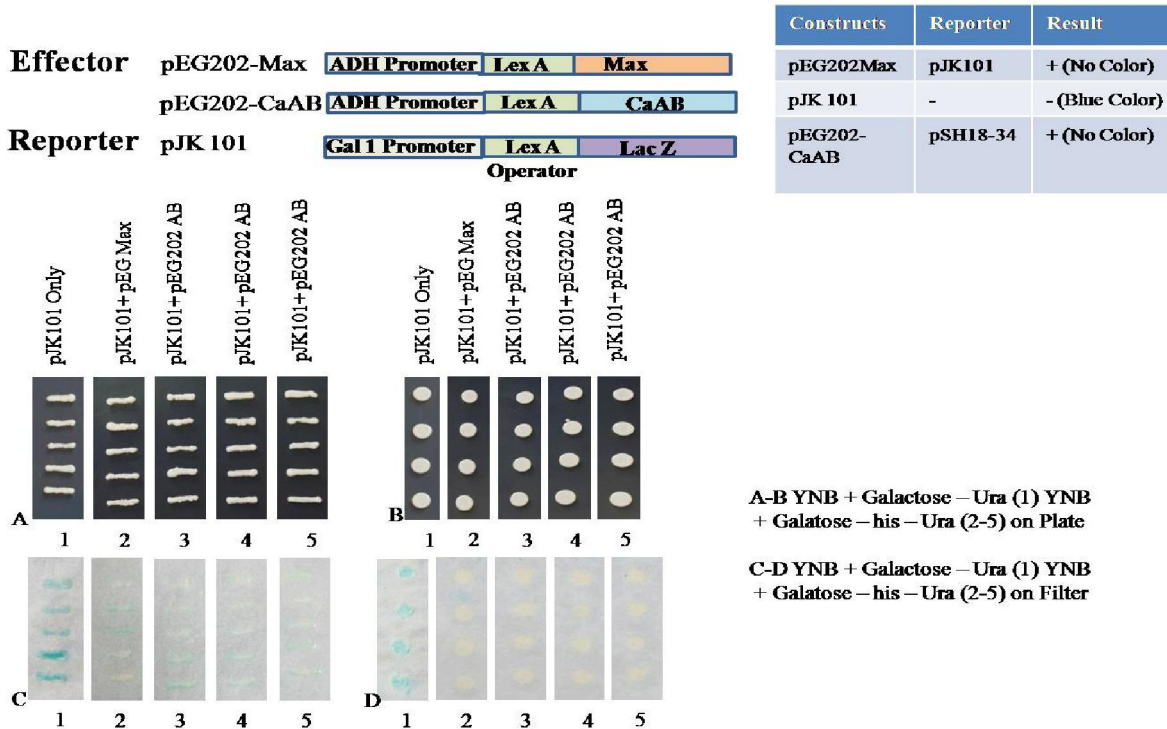 Effector
pEG202-Max
ADH Promoter Lex A Max
pEG202-CaAB
ADH Promoter Lex A CaAB
Reporter
pJK 101
Gal 1 Promoter Lex A Lac Z
Operator
Constructs Reporter Result
pEG202Max pJK101 + (No Color)
pJK 101 - - (Blue Color)
pEG202-
CaAB
pSH18-34 + (No Color)
pJK101 Only
pJK101+pEG Max
pJK101+pEG202 AB
pJK101+pEG202 AB
pJK101+pEG202 AB
pJK101 Only
pJK101+pEG Max
pJK101+pEG202 AB
pJK101+pEG202 AB
pJK101+pEG202 AB
A
1 2 3 4 5
B
1 2 3 4 5
A-B YNB + Galactose – Ura (1) YNB
+ Galatose – his – Ura (2-5) on Plate
C-D YNB + Galactose – Ura (1) YNB
+ Galatose – his – Ura (2-5) on Filter
C
1 2 3 4 5
D
1 2 3 4 5